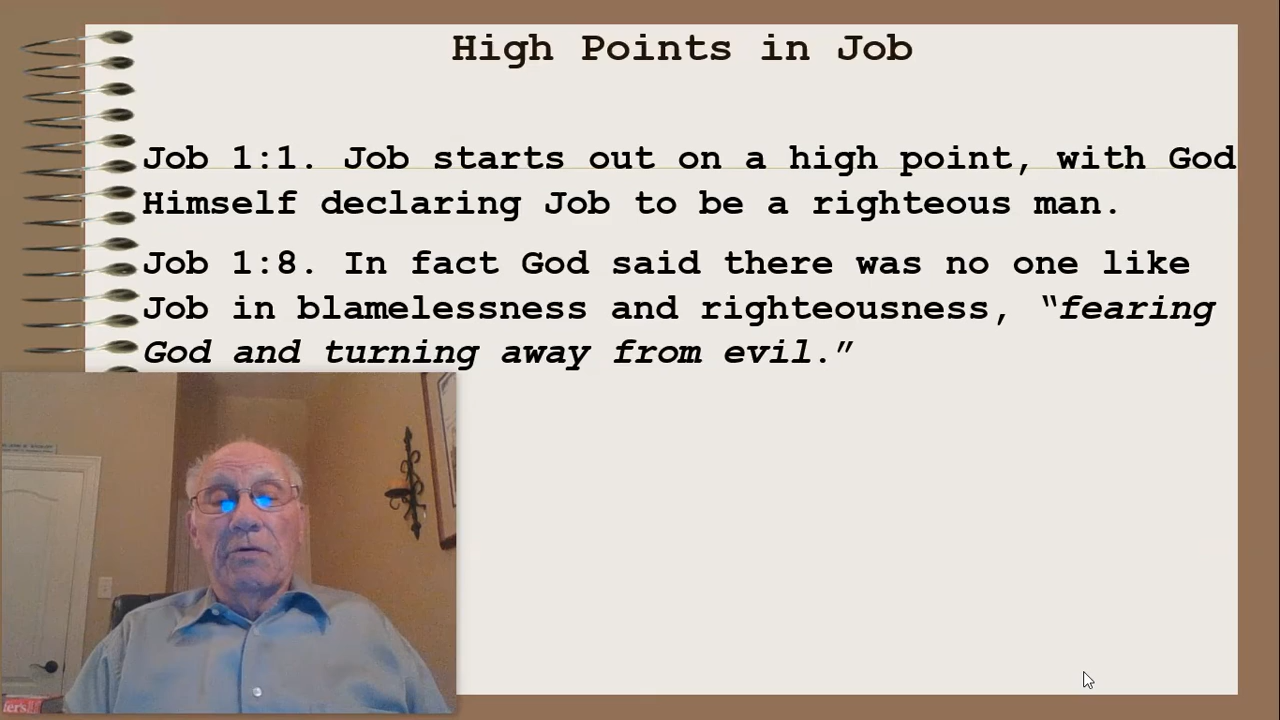 High Points in Job
Job 1:1. Job starts out on a high point, with God
Himself declaring Job to be a righteous man.
Job 1:8. In fact God said there was no one like
Job in blamelessness and righteousness, “fearing
God and turning away from evil.”